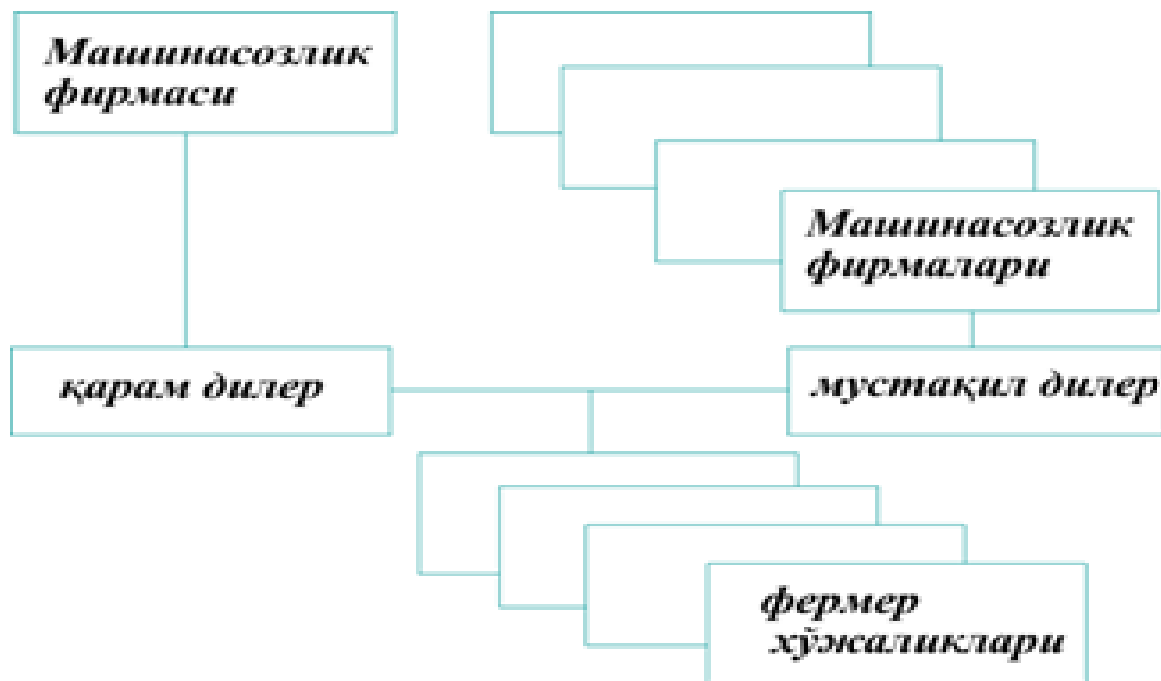 Машинасозлик
фирмаси
Машинасозлик
фирмалари
қарам дилер
мустақил дилер
фермер
хўжаликлари